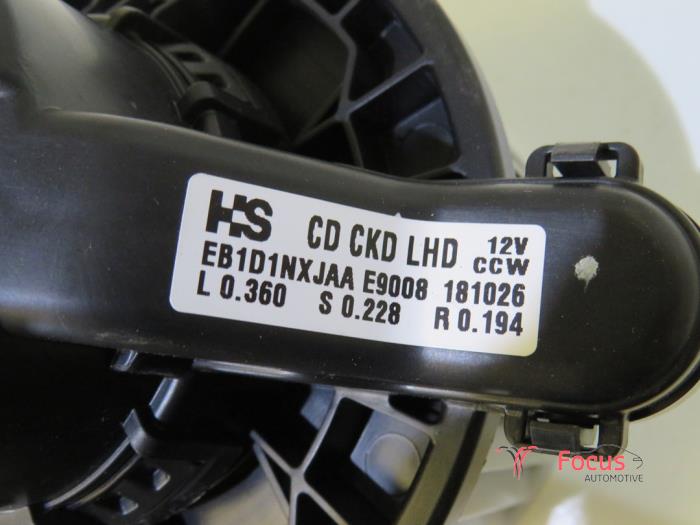 HS CD CKD LHD 12V CCW
EB1D1NXJAA E9008 181026
L 0.360 S 0.228 R 0.194
Focus
AUTOMOTIVE